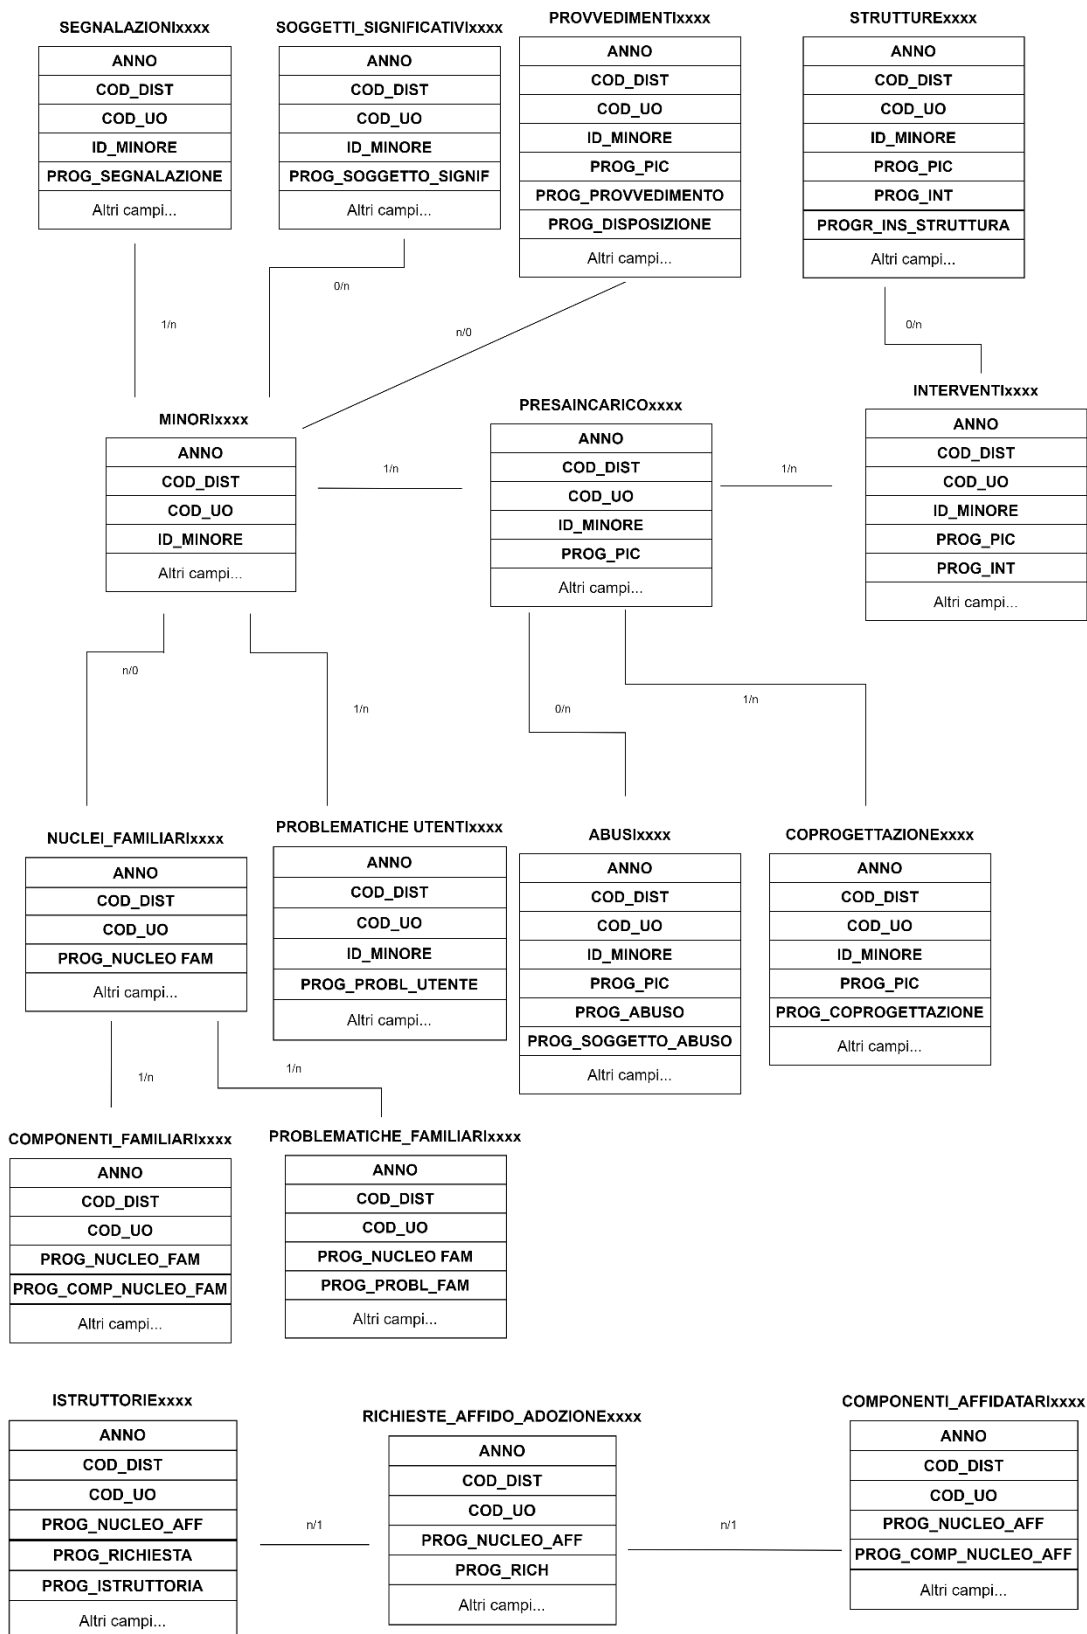 SEGNALAZIONIxxxx
ANNO
COD_DIST
COD_UO
ID_MINORE
PROG_SEGNALAZIONE
Altri campi...
SOGGETTI_SIGNIFICATIVIxxxx
ANNO
COD_DIST
COD_UO
ID_MINORE
PROG_SOGGETTO_SIGNIF
Altri campi...
PROVVEDIMENTIxxxx
ANNO
COD_DIST
COD_UO
ID_MINORE
PROG_PIC
PROG_PROVVEDIMENTO
PROG_DISPOSIZIONE
Altri campi...
STRUTTURExxxx
ANNO
COD_DIST
COD_UO
ID_MINORE
PROG_PIC
PROG_INT
PROGR_INS_STRUTTURA
Altri campi...
1/n
0/n
n/0
0/n
MINORIxxxx
ANNO
COD_DIST
COD_UO
ID_MINORE
Altri campi...
1/n
PRESAINCARICOxxxx
ANNO
COD_DIST
COD_UO
ID_MINORE
PROG_PIC
Altri campi...
1/n
INTERVENTIxxxx
ANNO
COD_DIST
COD_UO
ID_MINORE
PROG_PIC
PROG_INT
Altri campi...
n/0
1/n
0/n
1/n
NUCLEI_FAMILIARIxxxx
ANNO
COD_DIST
COD_UO
PROG_NUCLEO FAM
Altri campi...
PROBLEMATICHE UTENTIxxxx
ANNO
COD_DIST
COD_UO
ID_MINORE
PROG_PROBL_UTENTE
Altri campi...
ABUSIxxxx
ANNO
COD_DIST
COD_UO
ID_MINORE
PROG_PIC
PROG_ABUSO
PROG_SOGGETTO_ABUSO
Altri campi...
COPROGETTAZIONExxxx
ANNO
COD_DIST
COD_UO
ID_MINORE
PROG_PIC
PROG_COPROGETTAZIONE
Altri campi...
1/n
1/n
COMPONENTI_FAMILIARIxxxx
ANNO
COD_DIST
COD_UO
PROG_NUCLEO_FAM
PROG_COMP_NUCLEO_FAM
Altri campi...
PROBLEMATICHE_FAMILIARIxxxx
ANNO
COD_DIST
COD_UO
PROG_NUCLEO FAM
PROG_PROBL_FAM
Altri campi...
ISTRUTTORIExxxx
ANNO
COD_DIST
COD_UO
PROG_NUCLEO_AFF
PROG_RICHIESTA
PROG_ISTRUTTORIA
Altri campi...
n/1
RICHIESTE_AFFIDO_ADOZIONExxxx
ANNO
COD_DIST
COD_UO
PROG_NUCLEO_AFF
PROG_RICH
Altri campi...
n/1
COMPONENTI_AFFIDATARIxxxx
ANNO
COD_DIST
COD_UO
PROG_NUCLEO_AFF
PROG_COMP_NUCLEO_AFF
Altri campi...